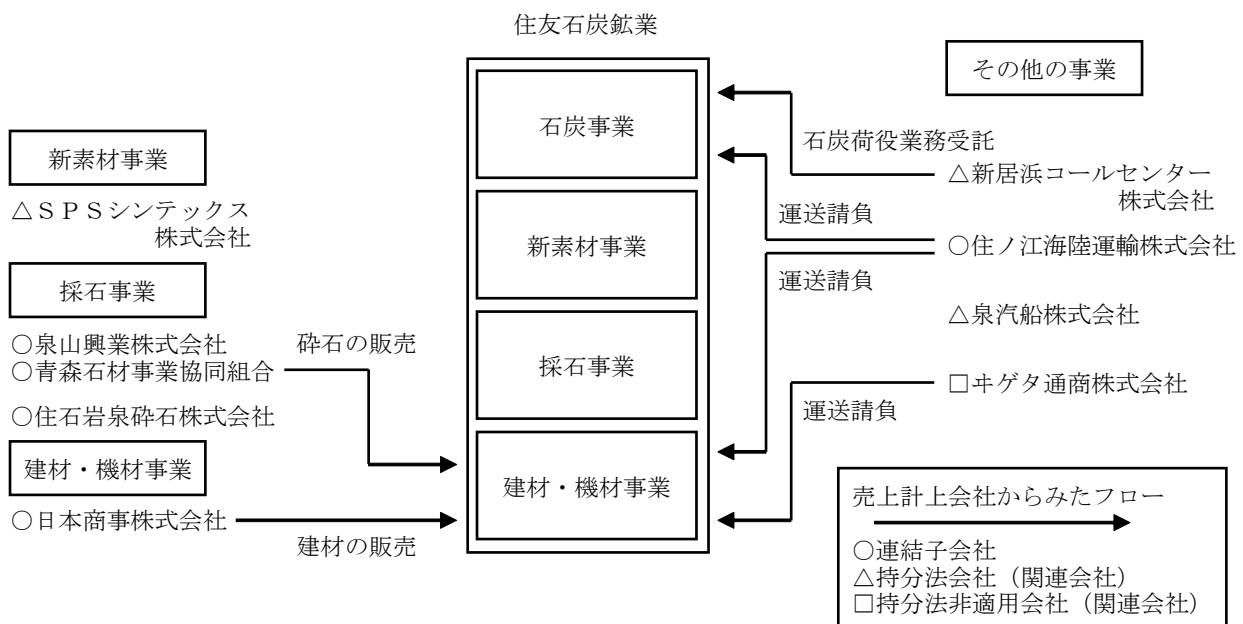 住友石炭鉱業
石炭事業
新素材事業
採石事業
建材・機材事業
新素材事業
△ＳＰＳシンテックス
株式会社
採石事業
○泉山興業株式会社
○青森石材事業協同組合
○住石岩泉砕石株式会社
砕石の販売
建材・機材事業
○日本商事株式会社
建材の販売
その他の事業
石炭荷役業務受託
△新居浜コールセンター
株式会社
運送請負
○住ノ江海陸運輸株式会社
運送請負
△泉汽船株式会社
□ヰゲタ通商株式会社
運送請負
売上計上会社からみたフロー
○連結子会社
△持分法会社（関連会社）
□持分法非適用会社（関連会社）